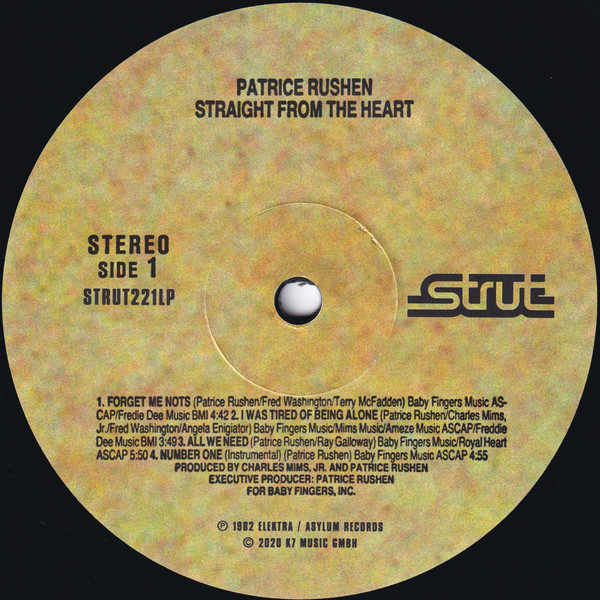 PATRICE RUSHEN
STRAIGHT FROM THE HEART
STEREO
SIDE 1
STRUT221LP
strut
1. FORGET ME NOTS (Patrice Rushen/Fred Washington/Terry McFadden) Baby Fingers Music AS-
CAP/Fredie Dee Music BMI 4:42 2. I WAS TIRED OF BEING ALONE (Patrice Rushen/Charles Mims,
Jr./Fred Washington/Angela Enigiator) Baby Fingers Music/Mims Music/Ameze Music ASCAP/Freddie
Dee Music BMI 3:49 3. ALL WE NEED (Patrice Rushen/Ray Galloway) Baby Fingers Music/Royal Heart
ASCAP 5:50 4. NUMBER ONE (Instrumental) (Patrice Rushen) Baby Fingers Music ASCAP 4:55
PRODUCED BY CHARLES MIMS, JR. AND PATRICE RUSHEN
EXECUTIVE PRODUCER: PATRICE RUSHEN
FOR BABY FINGERS, INC.
℗ 1982 ELEKTRA / ASYLUM RECORDS
© 2020 K7 MUSIC GMBH